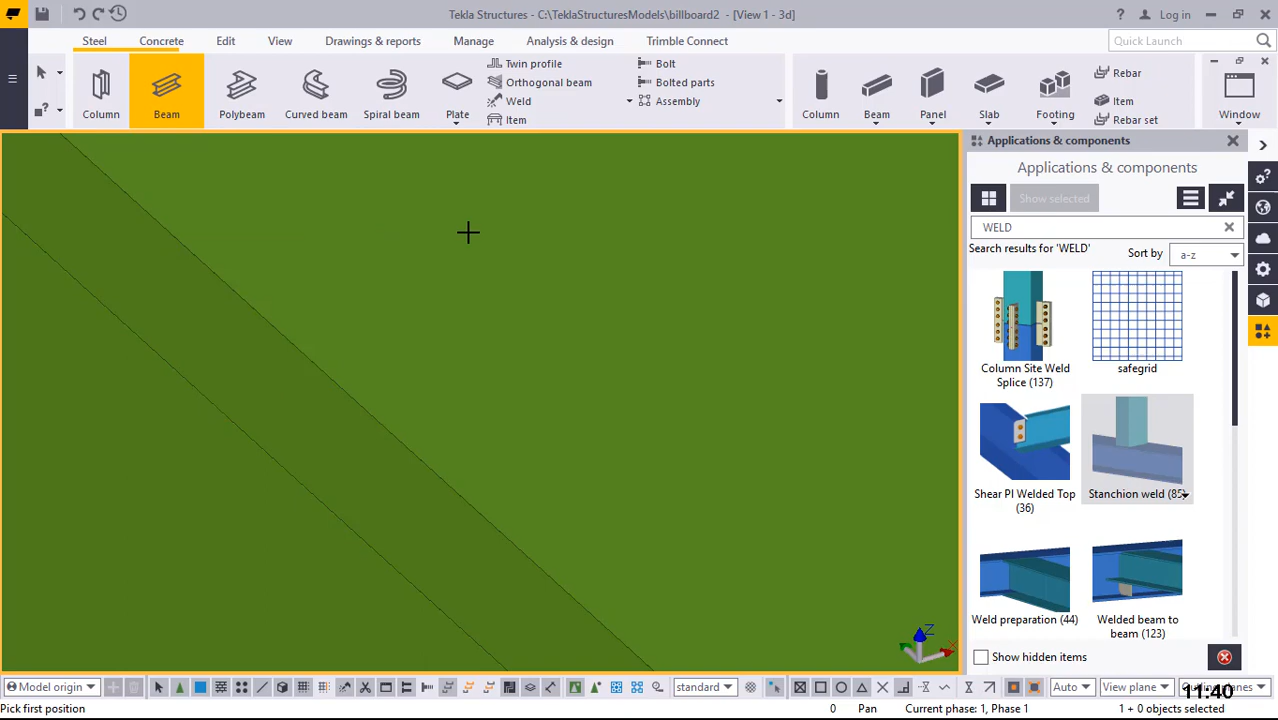 Tekla Structures - C:\TeklaStructuresModels\billboard2 - [View 1 - 3d]
Log in
Steel Concrete Edit View Drawings & reports Manage Analysis & design Trimble Connect
Quick Launch
Column Beam Polybeam Curved beam Spiral beam Plate
Twin profile
Orthogonal beam
Weld
Item
Bolt
Bolted parts
Assembly
Column Beam Panel Slab Footing
Rebar
Item
Rebar set
Window
Applications & components
Applications & components
Show selected
WELD
Search results for 'WELD'
Sort by a-z
Column Site Weld Splice (137)
safegrid
Shear Pl Welded Top (36)
Stanchion weld (85)
Weld preparation (44)
Welded beam to beam (123)
Z
Show hidden items
Model origin
standard
Auto
View plane
Outline planes
11:40
Pick first position
0
Pan
Current phase: 1, Phase 1
1 + 0 objects selected